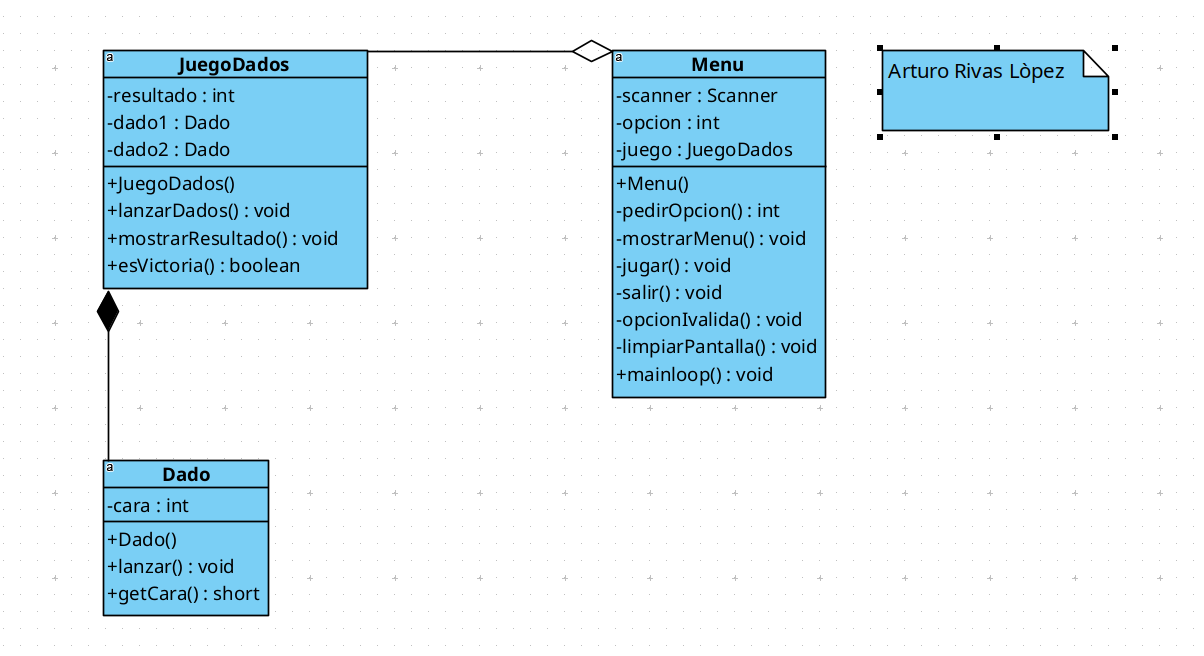 a
JuegoDados
-resultado : int
-dado1 : Dado
-dado2 : Dado
+JuegoDados()
+lanzarDados() : void
+mostrarResultado() : void
+esVictoria() : boolean
a
Menu
-scanner : Scanner
-opcion : int
-juego : JuegoDados
+Menu()
-pedirOpcion() : int
-mostrarMenu() : void
-jugar() : void
-salir() : void
-opcionIvalida() : void
-limpiarPantalla() : void
+mainloop() : void
Arturo Rivas Lòpez
a
Dado
-cara : int
+Dado()
+lanzar() : void
+getCara() : short